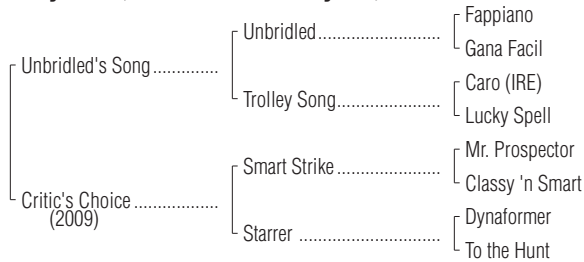 Fappiano
Unbridled
Gana Facil
Unbridled's Song
Caro (IRE)
Trolley Song
Lucky Spell
Mr. Prospector
Smart Strike
Classy 'n Smart
Critic's Choice
(2009)
Dynaformer
Starrer
To the Hunt